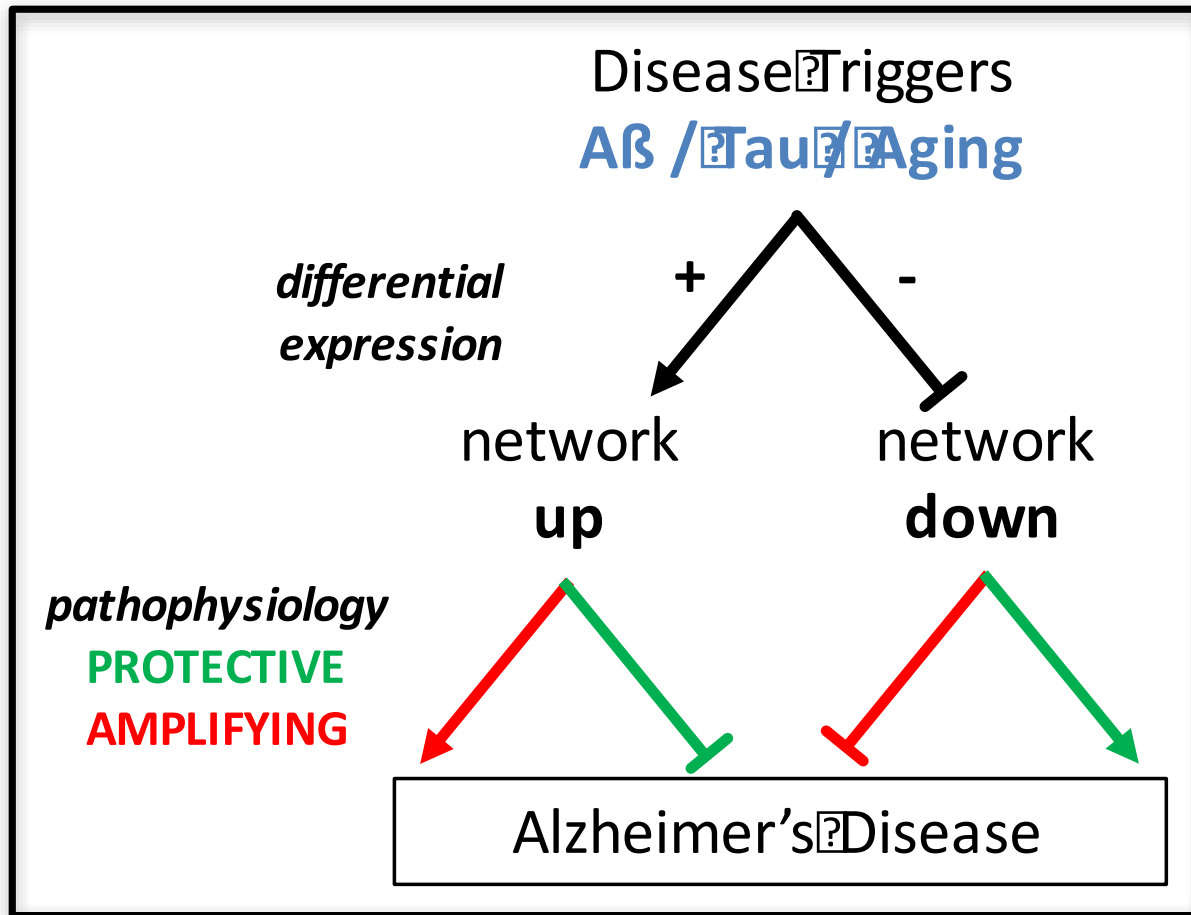 Disease Triggers
Aß / Tau / Aging
differential
expression
+
-
network
up
network
down
pathophysiology
PROTECTIVE
AMPLIFYING
Alzheimer’s Disease